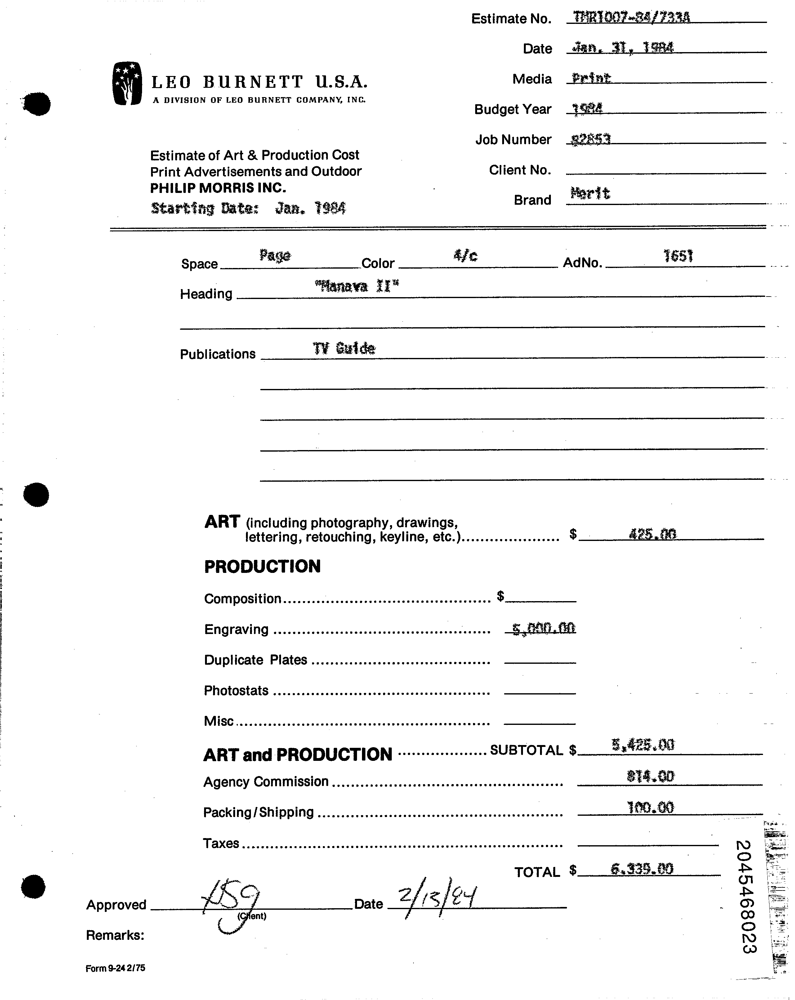 Estimate No. TMR1007-84/733A
Date Jan. 31, 1984
LEO BURNETT U.S.A.
A DIVISION OF LEO BURNETT COMPANY, INC.
Media Print
Budget Year 1984
Job Number 82853
Estimate of Art & Production Cost
Print Advertisements and Outdoor
PHILIP MORRIS INC.
Client No.
Brand Merit
Starting Date: Jan. 1984
Space Page Color 4/c Ad No. 1651
Heading "Manava II"
Publications TV Guide
ART (including photography, drawings,
lettering, retouching, keyline, etc.)..................... $ 425.00
PRODUCTION
Composition........................................ $
Engraving ......................................... 5,000.00
Duplicate Plates ...................................
Photostats .........................................
Misc ................................................
ART and PRODUCTION .................. SUBTOTAL $ 5,425.00
Agency Commission ............................................. 814.00
Packing/Shipping ................................................ 100.00
Taxes ..............................................................
TOTAL $ 6,339.00
Approved Date 2/13/84
(Client)
Remarks:
Form 9-24 2/75
2045468023